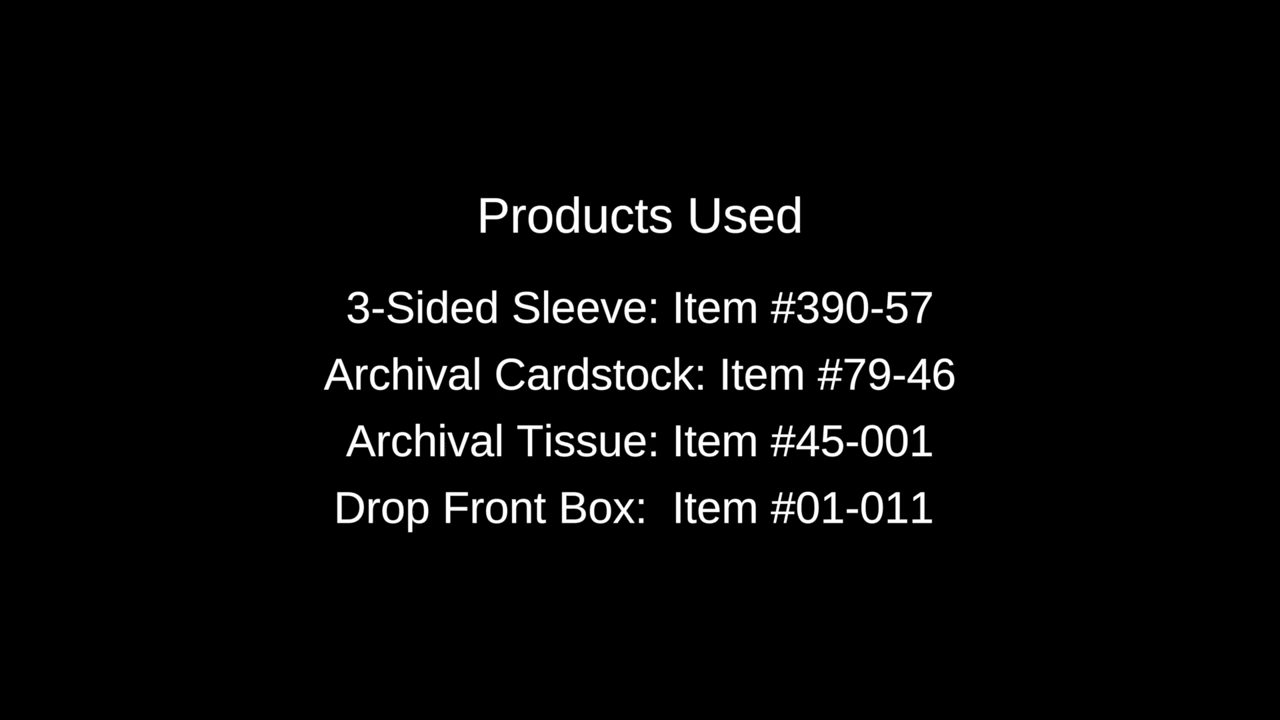 Products Used
3-Sided Sleeve: Item #390-57
Archival Cardstock: Item #79-46
Archival Tissue: Item #45-001
Drop Front Box:  Item #01-011